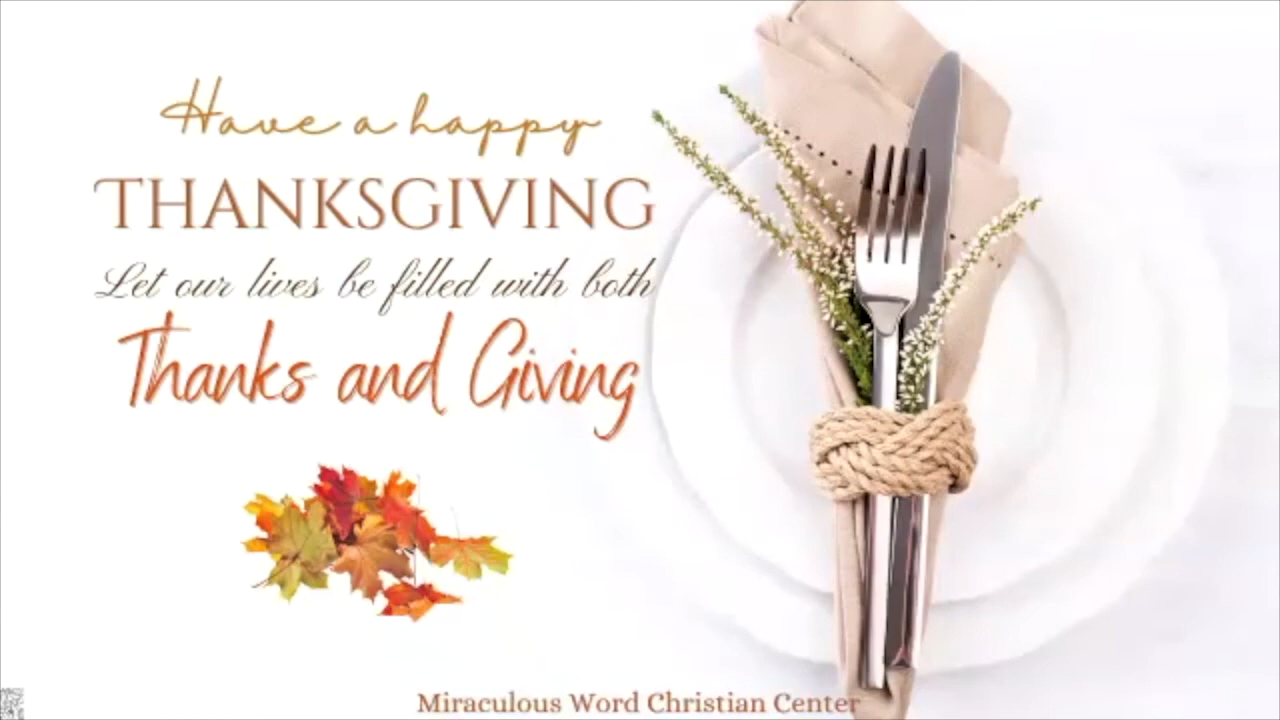 Have a happy
THANKSGIVING
Let our lives be filled with both
Thanks and Giving
Miraculous Word Christian Center